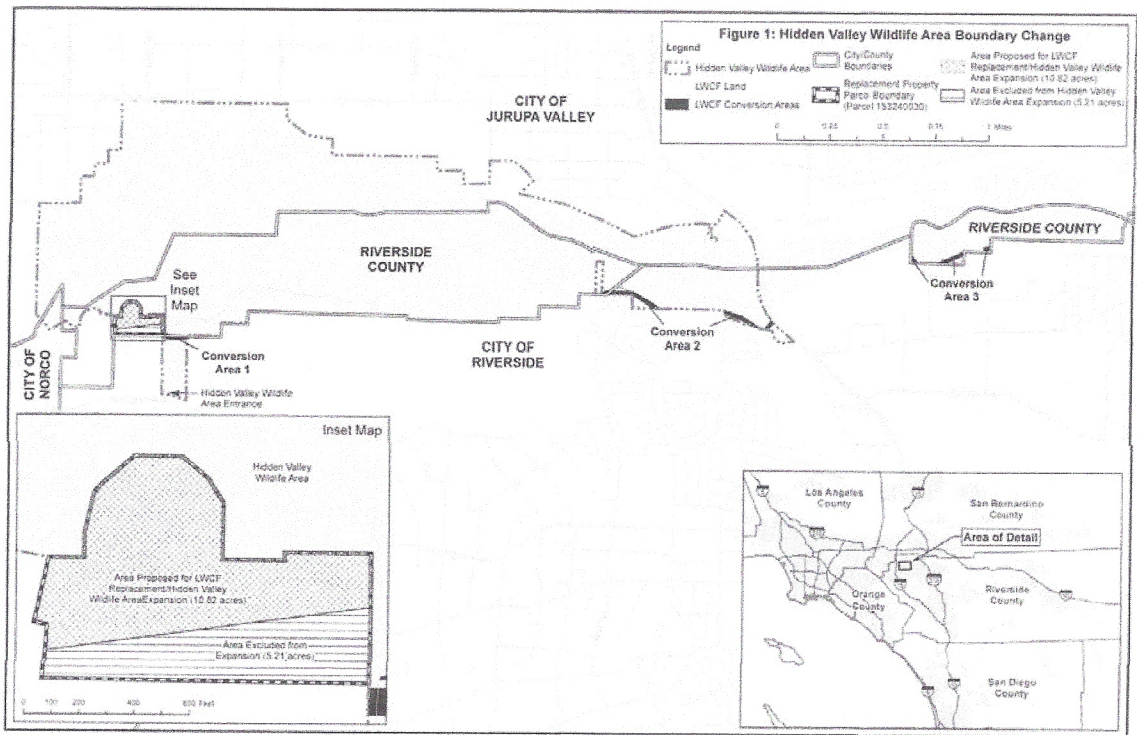 Figure 1: Hidden Valley Wildlife Area Boundary Change
Legend
Hidden Valley Wildlife Area
LWCF Land
LWCF Conversion Areas
City/County
Boundaries
Replacement Property
Parcel Boundary
(Parcel 153240030)
Area Proposed for LWCF
Replacement/Hidden Valley Wildlife
Area Expansion (10.82 acres)
Area Excluded from Hidden Valley
Wildlife Area Expansion (5.21 acres)
0 0.25 0.5 0.75 1 Miles
CITY OF
JURUPA VALLEY
RIVERSIDE
COUNTY
RIVERSIDE COUNTY
See
Inset
Map
Conversion
Area 3
Conversion
Area 2
CITY OF
RIVERSIDE
Conversion
Area 1
CITY OF
NORCO
Hidden Valley Wildlife
Area Entrance
Inset Map
Hidden Valley
Wildlife Area
Area Proposed for LWCF
Replacement/Hidden Valley
Wildlife AreaExpansion (10.82 acres)
Area Excluded from
Expansion (5.21 acres)
0 100 200 400 600 Feet
Los Angeles
County
San Bernardino
County
Area of Detail
Orange
County
Riverside
County
San Diego
County